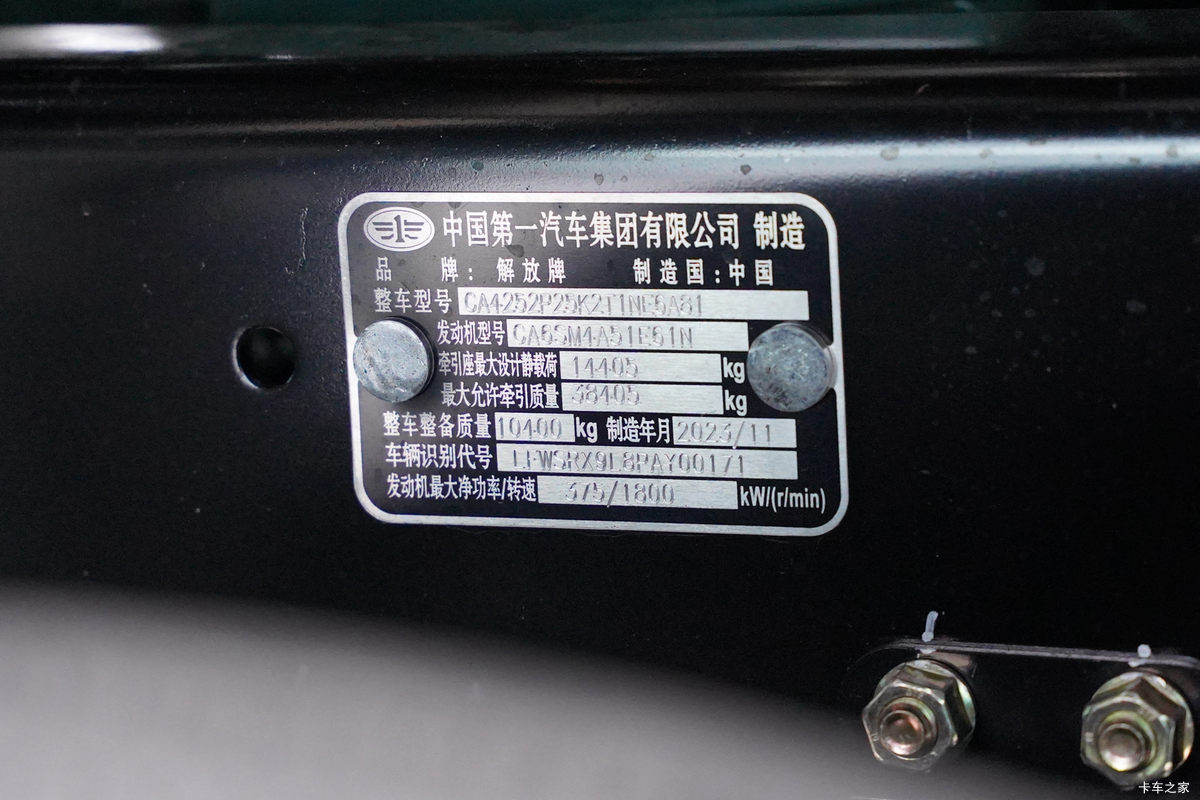 中国第一汽车集团有限公司 制造
品 牌：解放牌 制造国：中国
整车型号 CA4252P25K2T1NE6A81
发动机型号 CA6SM4A51E61N
牵引座最大设计静载荷 14405 kg
最大允许牵引质量 38405 kg
整车整备质量 10400 kg 制造年月 2023/11
车辆识别代号 LFWSRX9L8PAY00171
发动机最大净功率/转速 375/1800 kW/(r/min)
卡车之家